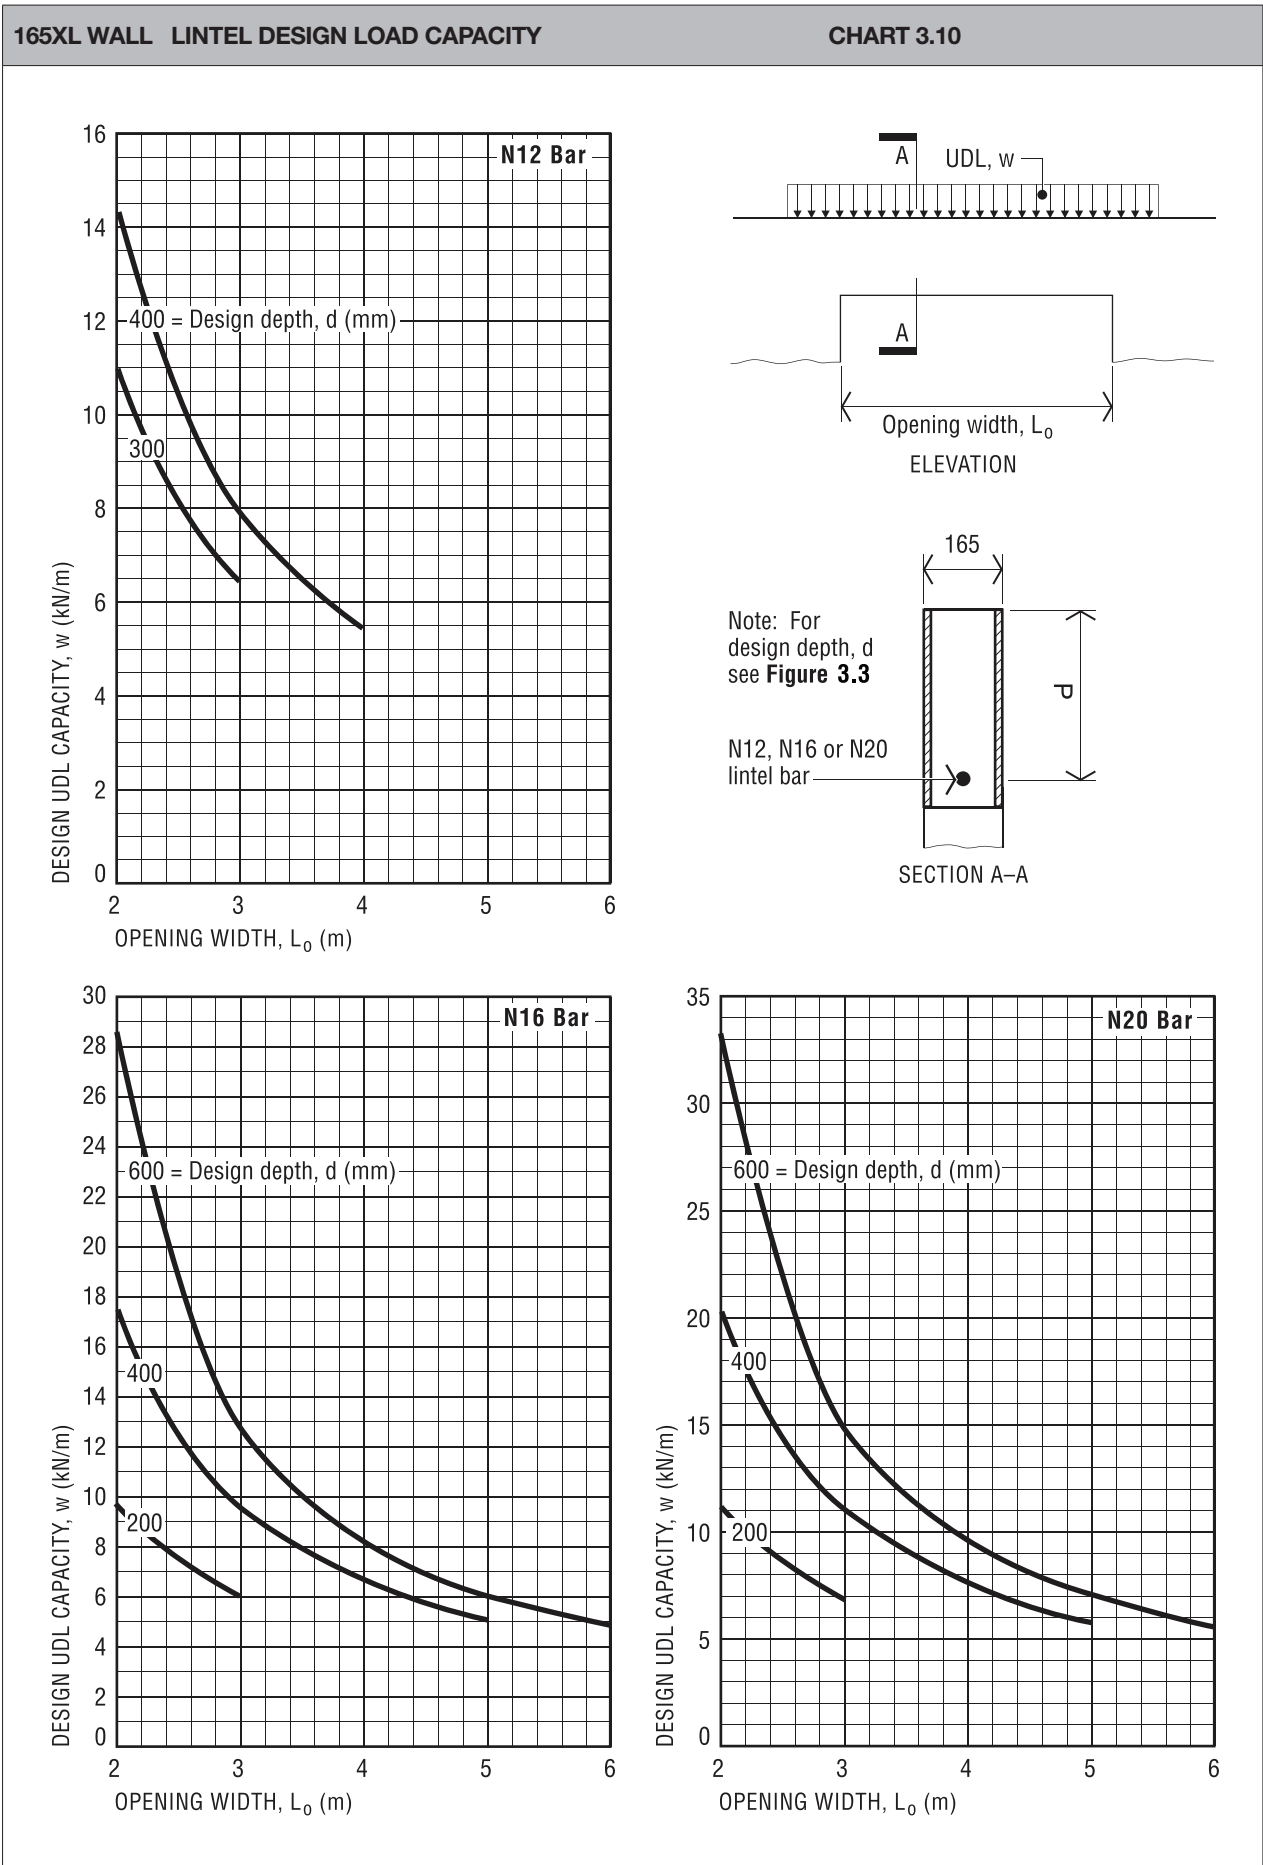 165XL WALL LINTEL DESIGN LOAD CAPACITY CHART 3.10
16
14
12
10
8
6
4
2
0
N12 Bar
400 = Design depth, d (mm)
300
DESIGN UDL CAPACITY, w (kN/m)
2 3 4 5 6
OPENING WIDTH, Lo (m)
A
UDL, w
A
Opening width, Lo
ELEVATION
165
Note: For
design depth, d
see Figure 3.3
d
N12, N16 or N20
lintel bar
SECTION A–A
30
28
26
24
22
20
18
16
14
12
10
8
6
4
2
0
N16 Bar
600 = Design depth, d (mm)
400
200
DESIGN UDL CAPACITY, w (kN/m)
2 3 4 5 6
OPENING WIDTH, Lo (m)
35
30
25
20
15
10
5
0
N20 Bar
600 = Design depth, d (mm)
400
200
DESIGN UDL CAPACITY, w (kN/m)
2 3 4 5 6
OPENING WIDTH, Lo (m)